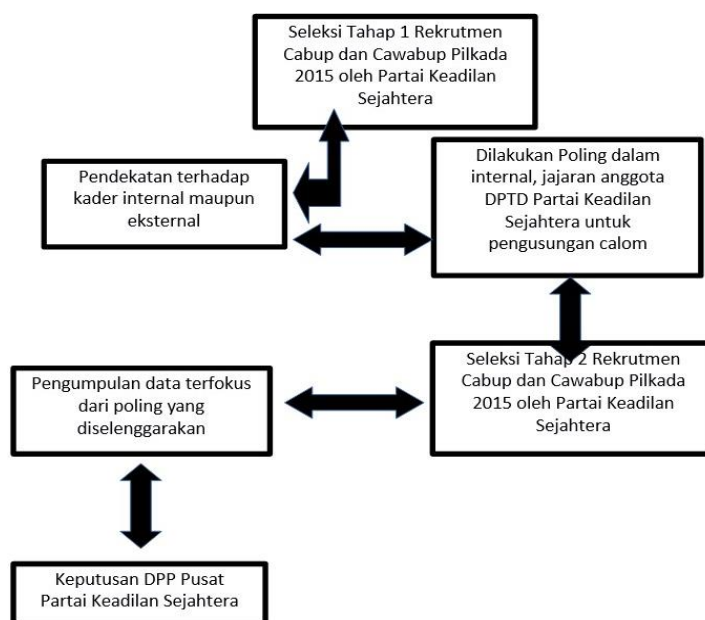 Seleksi Tahap 1 Rekrutmen
Cabup dan Cawabup Pilkada
2015 oleh Partai Keadilan
Sejahtera
Pendekatan terhadap
kader internal maupun
eksternal
Dilakukan Poling dalam
internal, jajaran anggota
DPTD Partai Keadilan
Sejahtera untuk
pengusungan calom
Seleksi Tahap 2 Rekrutmen
Cabup dan Cawabup Pilkada
2015 oleh Partai Keadilan
Sejahtera
Pengumpulan data terfokus
dari poling yang
diselenggarakan
Keputusan DPP Pusat
Partai Keadilan Sejahtera